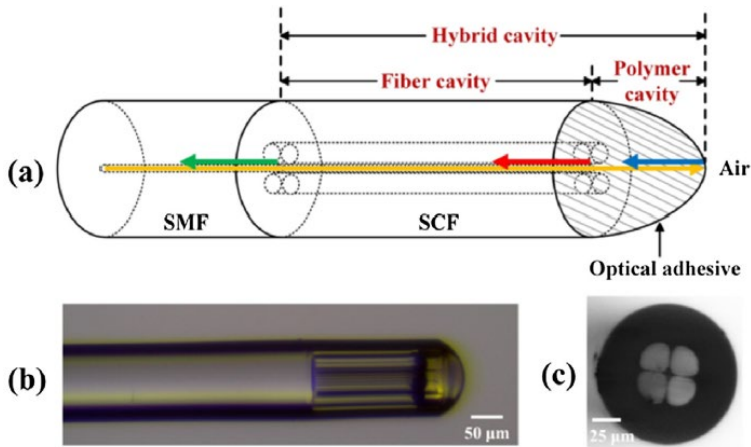 Hybrid cavity
Fiber cavity
Polymer
cavity
(a)
Air
SMF
SCF
Optical adhesive
(b)
50 μm
(c)
25 μm